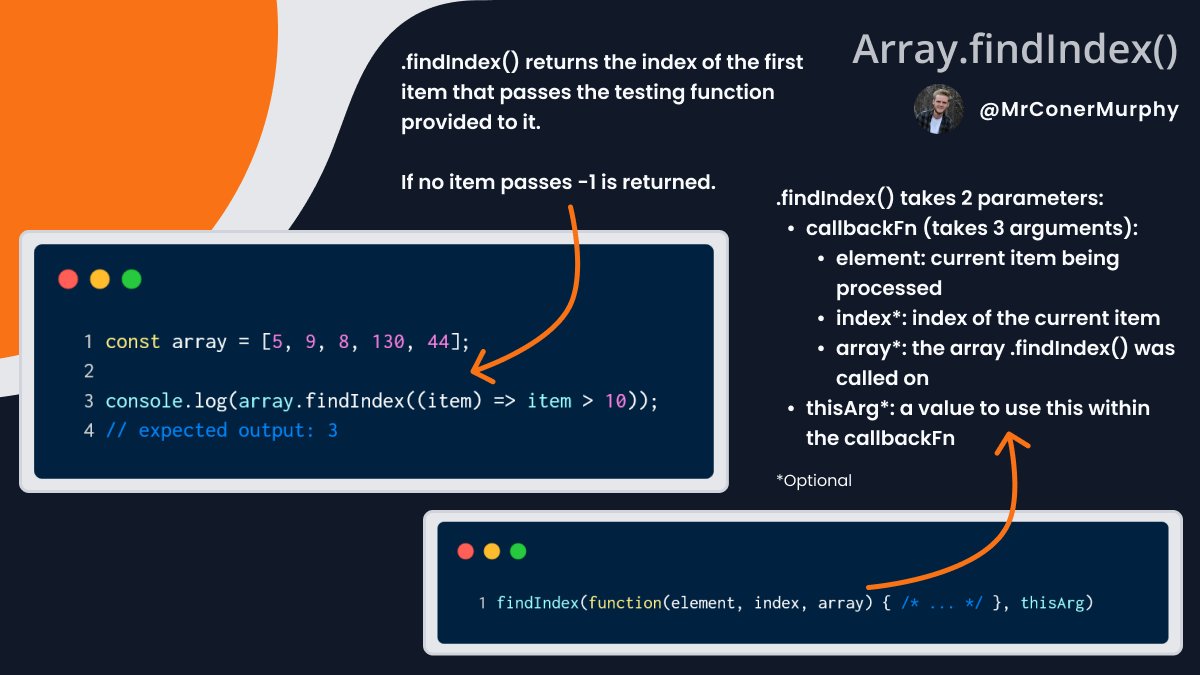 Array.findIndex()
@MrConerMurphy
.findIndex() returns the index of the first
item that passes the testing function
provided to it.
If no item passes -1 is returned.
1 const array = [5, 9, 8, 130, 44];
2
3 console.log(array.findIndex((item) => item > 10));
4 // expected output: 3
.findIndex() takes 2 parameters:
• callbackFn (takes 3 arguments):
• element: current item being
processed
• index*: index of the current item
• array*: the array .findIndex() was
called on
• thisArg*: a value to use this within
the callbackFn
*Optional
1 findIndex(function(element, index, array) { /* ... */ }, thisArg)